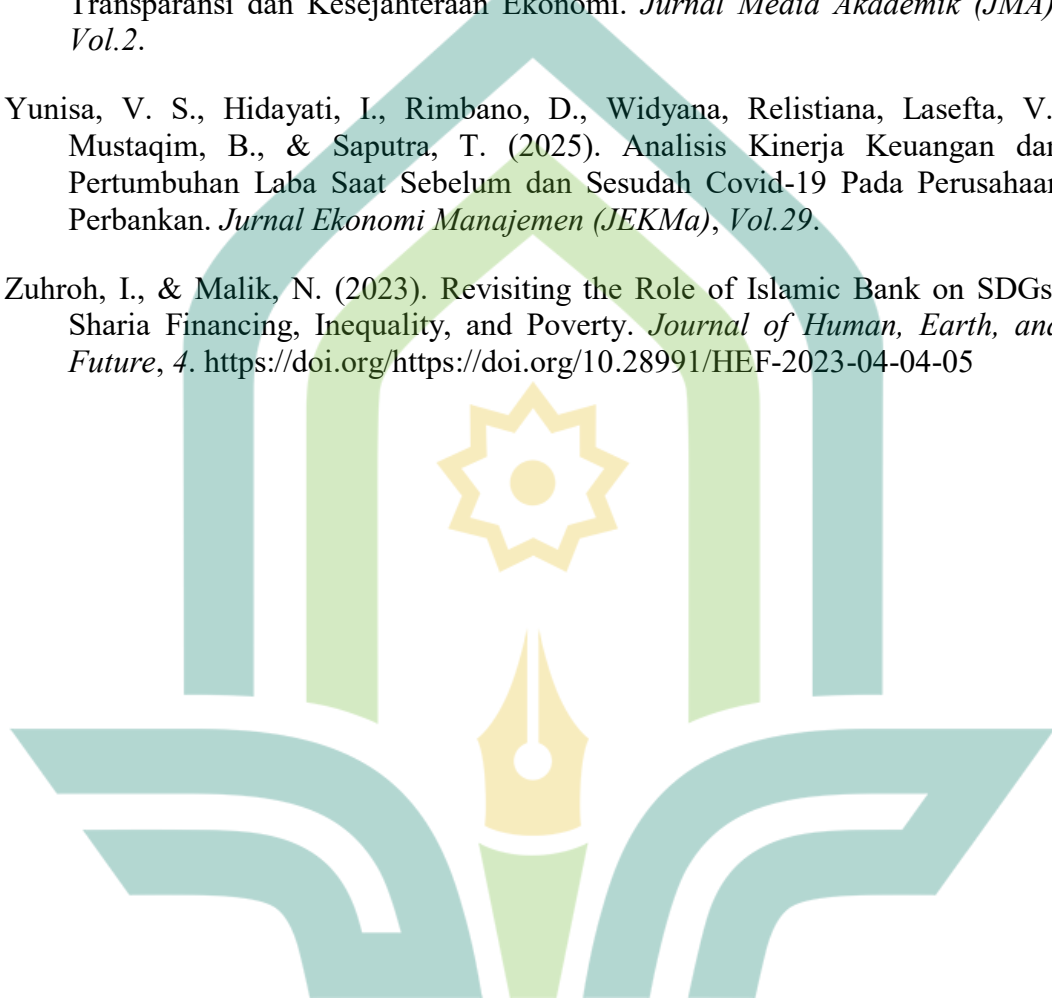 Transparansi dan Kesejahteraan Ekonomi. Jurnal Media Akademik (JMA)
Vol.2.
Yunisa, V. S., Hidayati, I., Rimbano, D., Widyana, Relistiana, Lasefta, V.
Mustaqim, B., & Saputra, T. (2025). Analisis Kinerja Keuangan dan
Pertumbuhan Laba Saat Sebelum dan Sesudah Covid-19 Pada Perusahaan
Perbankan. Jurnal Ekonomi Manajemen (JEKMa), Vol.29.
Zuhroh, I., & Malik, N. (2023). Revisiting the Role of Islamic Bank on SDGs
Sharia Financing, Inequality, and Poverty. Journal of Human, Earth, and
Future, 4. https://doi.org/https://doi.org/10.28991/HEF-2023-04-04-05